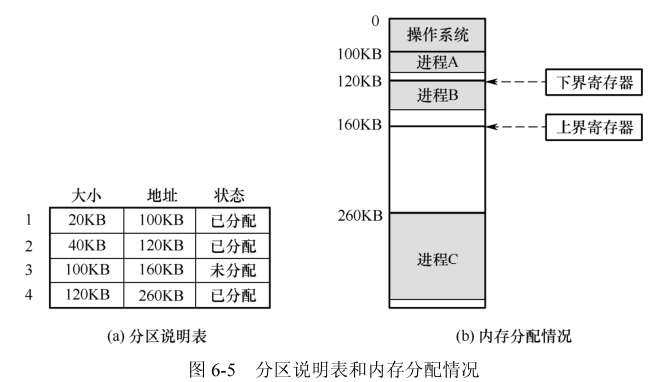 大小 地址 状态
1 20KB 100KB 已分配
2 40KB 120KB 已分配
3 100KB 160KB 未分配
4 120KB 260KB 已分配
(a) 分区说明表
0
操作系统
100KB
进程A
120KB
下界寄存器
进程B
160KB
上界寄存器
260KB
进程C
(b) 内存分配情况
图 6-5 分区说明表和内存分配情况